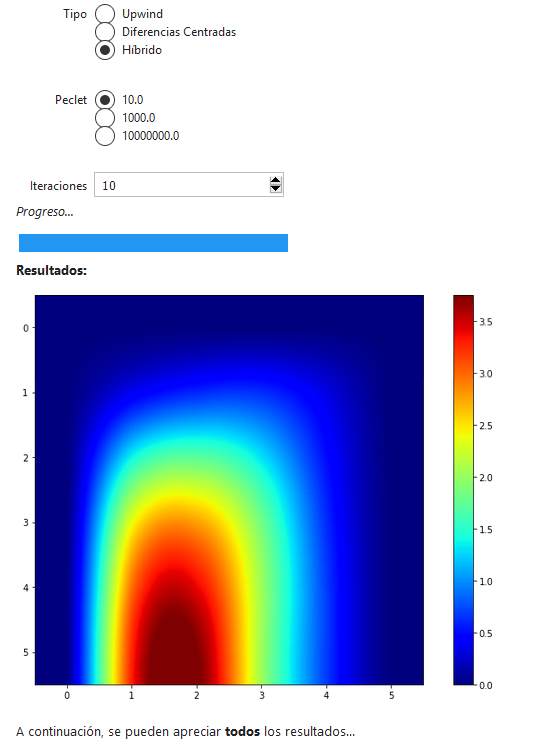 Tipo
Upwind
Diferencias Centradas
Híbrido
Peclet
10.0
1000.0
10000000.0
Iteraciones 10
Progreso...
Resultados:
0
1
2
3
4
5
0 1 2 3 4 5
3.5
3.0
2.5
2.0
1.5
1.0
0.5
0.0
A continuación, se pueden apreciar todos los resultados...